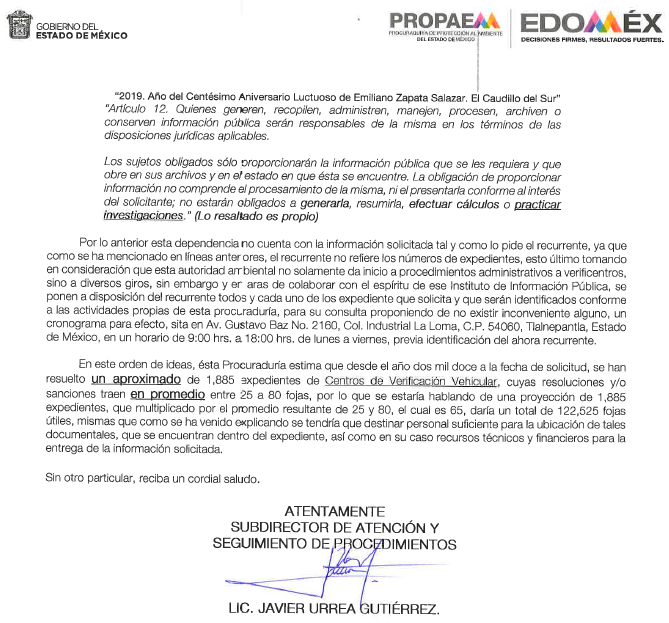 GOBIERNO DEL
ESTADO DE MÉXICO
PROPAEM
PROCURADURÍA DE PROTECCIÓN AL AMBIENTE
DEL ESTADO DE MÉXICO
EDOMÉX
DECISIONES FIRMES, RESULTADOS FUERTES.
"2019. Año del Centésimo Aniversario Luctuoso de Emiliano Zapata Salazar. El Caudillo del Sur"
"Artículo 12. Quienes generen, recopilen, administren, manejen, procesen, archiven o
conserven información pública serán responsables de la misma en los términos de las
disposiciones jurídicas aplicables.
Los sujetos obligados sólo proporcionarán la información pública que se les requiera y que
obre en sus archivos y en el estado en que ésta se encuentre. La obligación de proporcionar
información no comprende el procesamiento de la misma, ni el presentarla conforme al interés
del solicitante; no estarán obligados a generarla, resumirla, efectuar cálculos o practicar
investigaciones." (Lo resaltado es propio)
Por lo anterior esta dependencia no cuenta con la información solicitada tal y como lo pide el recurrente, ya que
como se ha mencionado en líneas anteriores, el recurrente no refiere los números de expedientes, esto último tomando
en consideración que esta autoridad ambiental no solamente da inicio a procedimientos administrativos a verificentros,
sino a diversos giros, sin embargo y en aras de colaborar con el espíritu de ese Instituto de Información Pública, se
ponen a disposición del recurrente todos y cada uno de los expediente que solicita y que serán identificados conforme
a las actividades propias de esta procuraduría, para su consulta proponiendo de no existir inconveniente alguno, un
cronograma para efecto, sita en Av. Gustavo Baz No. 2160, Col. Industrial La Loma, C.P. 54060, Tlalnepantla, Estado
de México, en un horario de 9:00 hrs. a 18:00 hrs. de lunes a viernes, previa identificación del ahora recurrente.
En este orden de ideas, ésta Procuraduría estima que desde el año dos mil doce a la fecha de solicitud, se han
resuelto un aproximado de 1,885 expedientes de Centros de Verificación Vehicular, cuyas resoluciones y/o
sanciones traen en promedio entre 25 a 80 fojas, por lo que se estaría hablando de una proyección de 1,885
expedientes, que multiplicado por el promedio resultante de 25 y 80, el cual es 65, daría un total de 122,525 fojas
útiles, mismas que como se ha venido explicando se tendría que destinar personal suficiente para la ubicación de tales
documentales, que se encuentran dentro del expediente, así como en su caso recursos técnicos y financieros para la
entrega de la información solicitada.
Sin otro particular, reciba un cordial saludo.
ATENTAMENTE
SUBDIRECTOR DE ATENCIÓN Y
SEGUIMIENTO DE PROCEDIMIENTOS
LIC. JAVIER URREA GUTIÉRREZ.